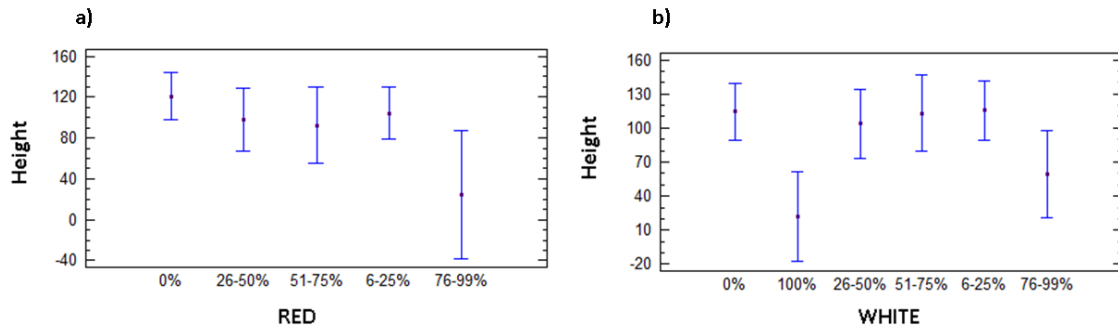 a)
160
120
80
40
0
-40
Height
0% 26-50% 51-75% 6-25% 76-99%
RED
b)
160
130
100
70
40
10
-20
Height
0% 100% 26-50% 51-75% 6-25% 76-99%
WHITE